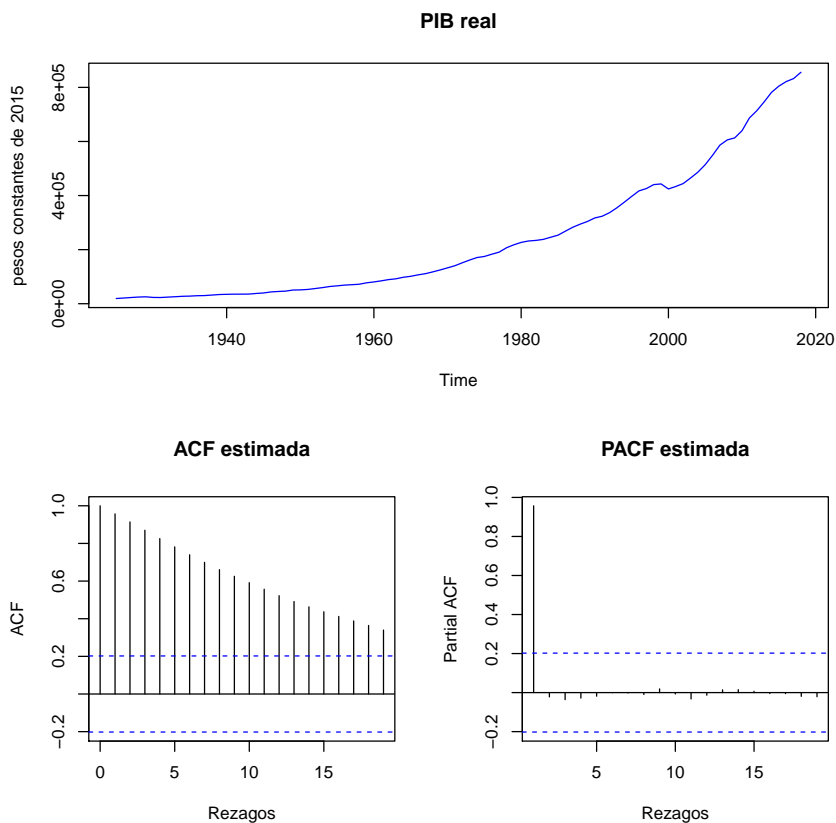 PIB real
pesos constantes de 2015
8e+05
4e+05
0e+00
1940 1960 1980 2000 2020
Time
ACF estimada
ACF
1.0
0.6
0.2
−0.2
0 5 10 15
Rezagos
PACF estimada
Partial ACF
1.0
0.8
0.6
0.4
0.2
−0.2
5 10 15
Rezagos